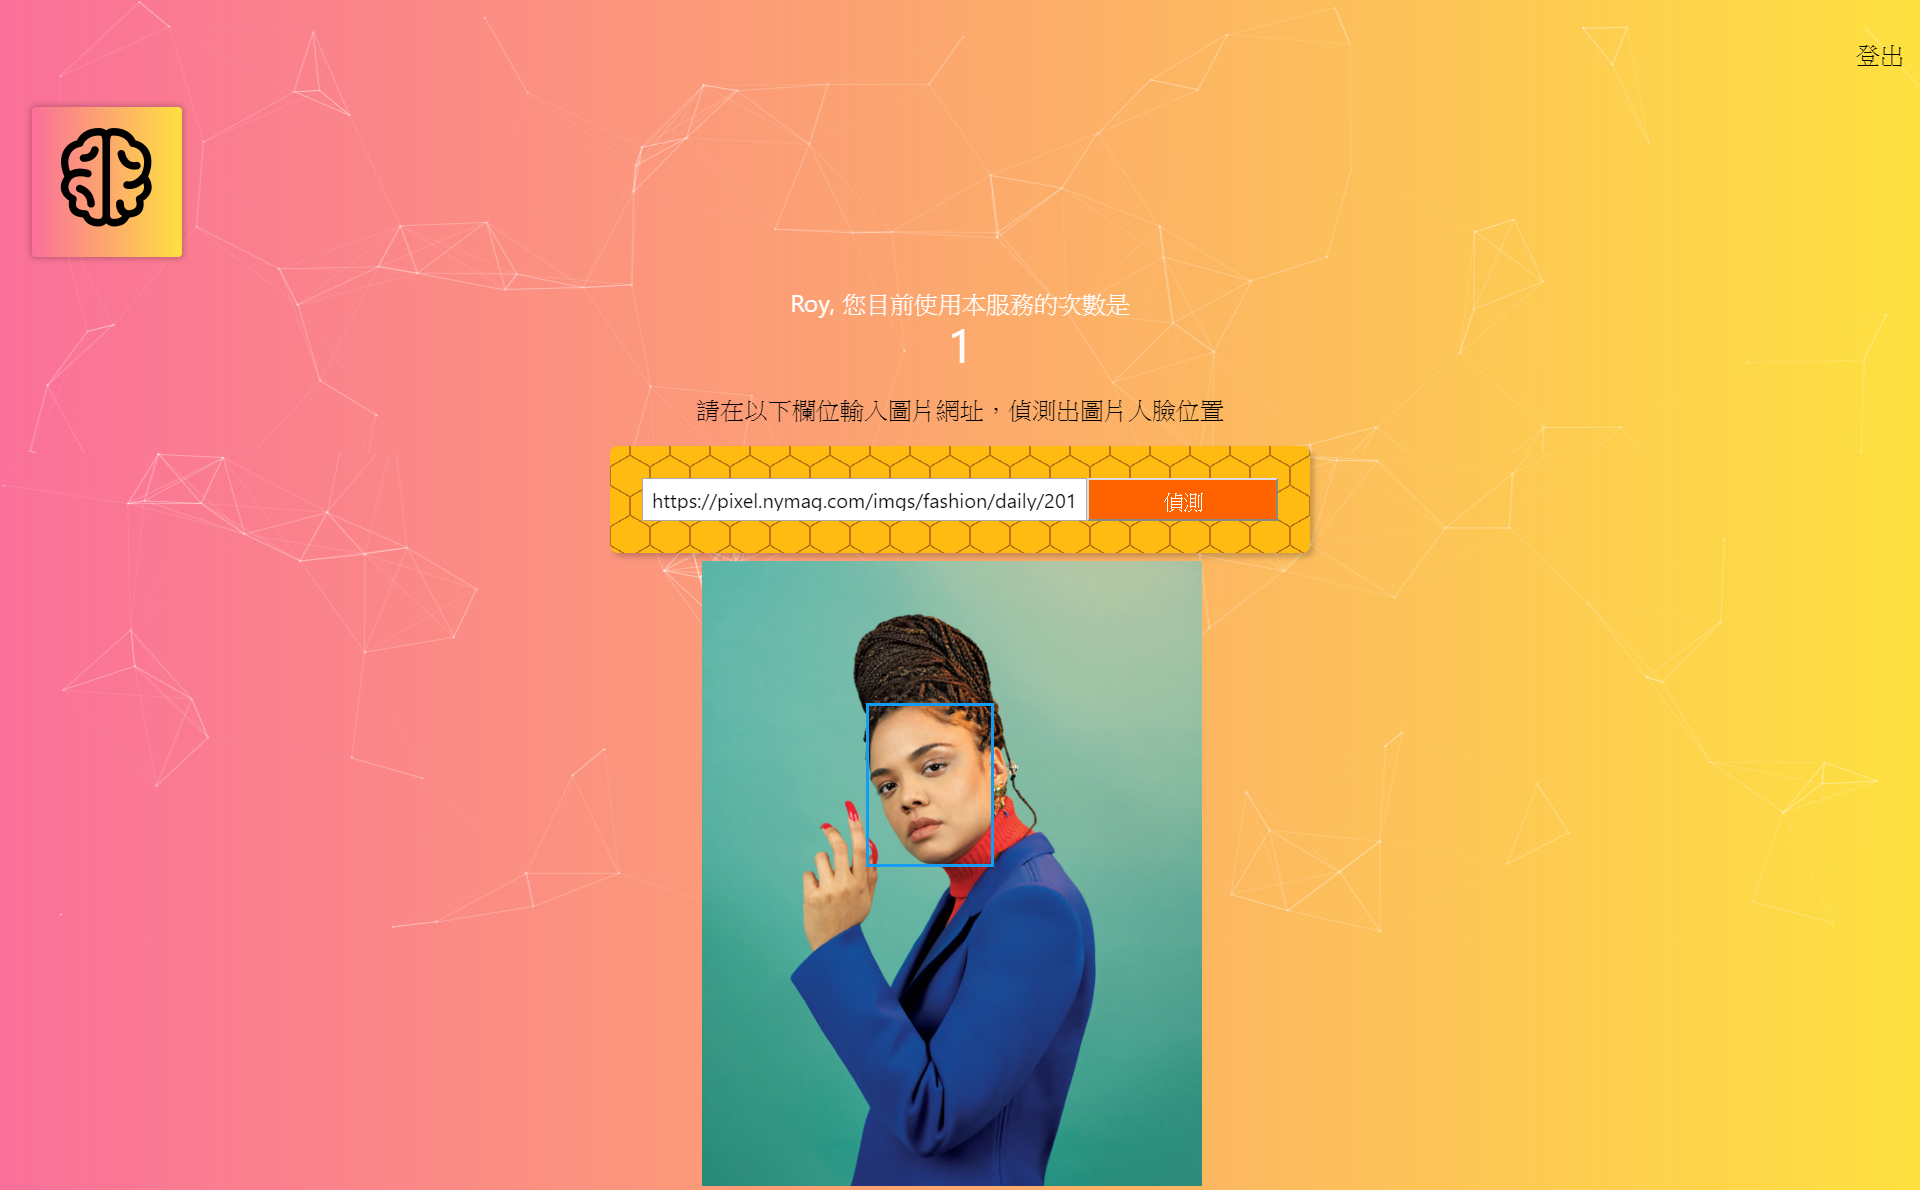 登出
Roy, 您目前使用本服務的次數是
1
請在以下欄位輸入圖片網址，偵測出圖片人臉位置
https://pixel.nymag.com/imgs/fashion/daily/201
偵測